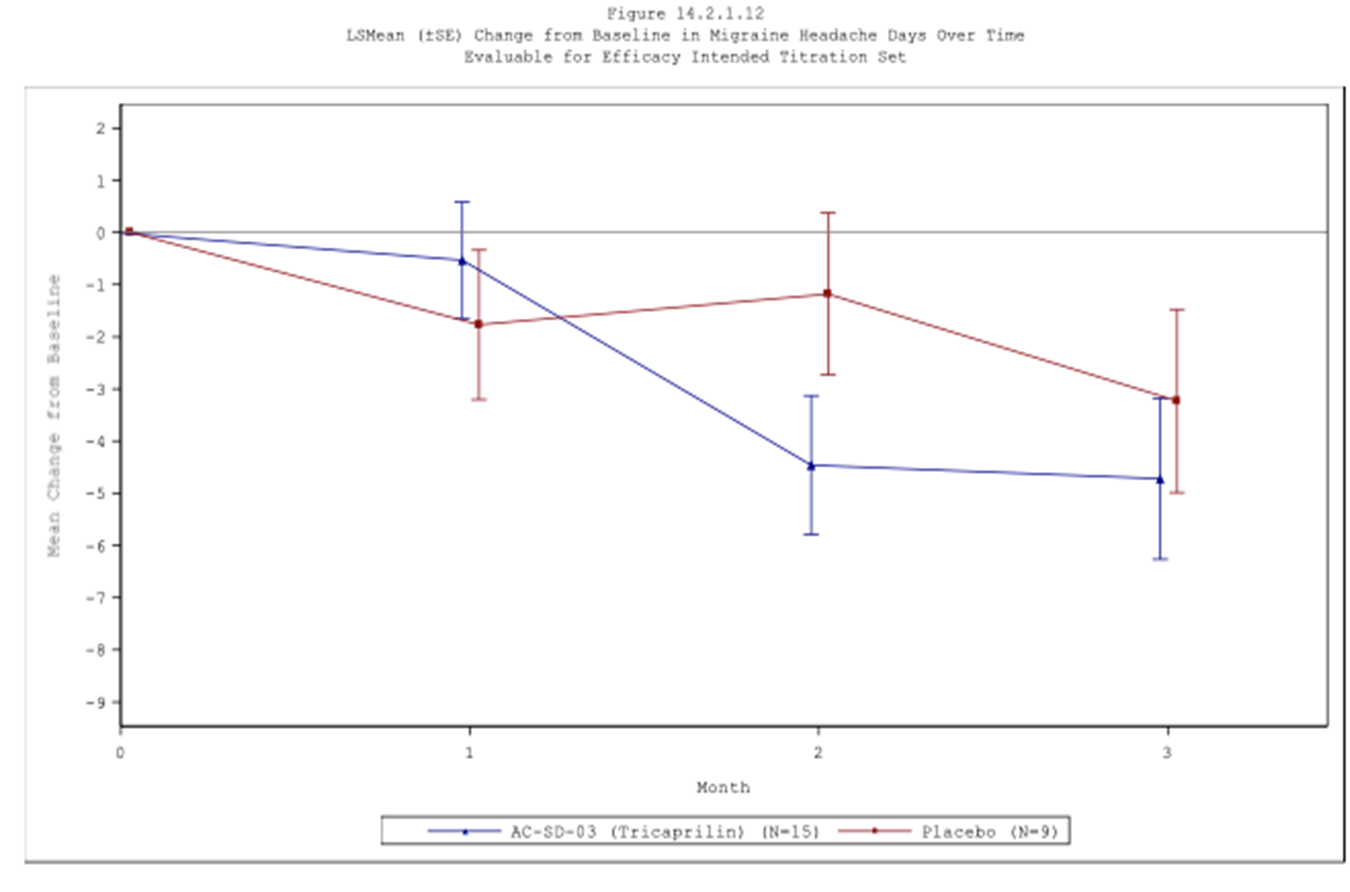 Figure 14.2.1.12
LSMean (±SE) Change from Baseline in Migraine Headache Days Over Time
Evaluable for Efficacy Intended Titration Set
Mean Change from Baseline
2
1
0
-1
-2
-3
-4
-5
-6
-7
-8
-9
0 1 2 3
Month
AC-SD-03 (Tricaprilin) (N=15) Placebo (N=9)